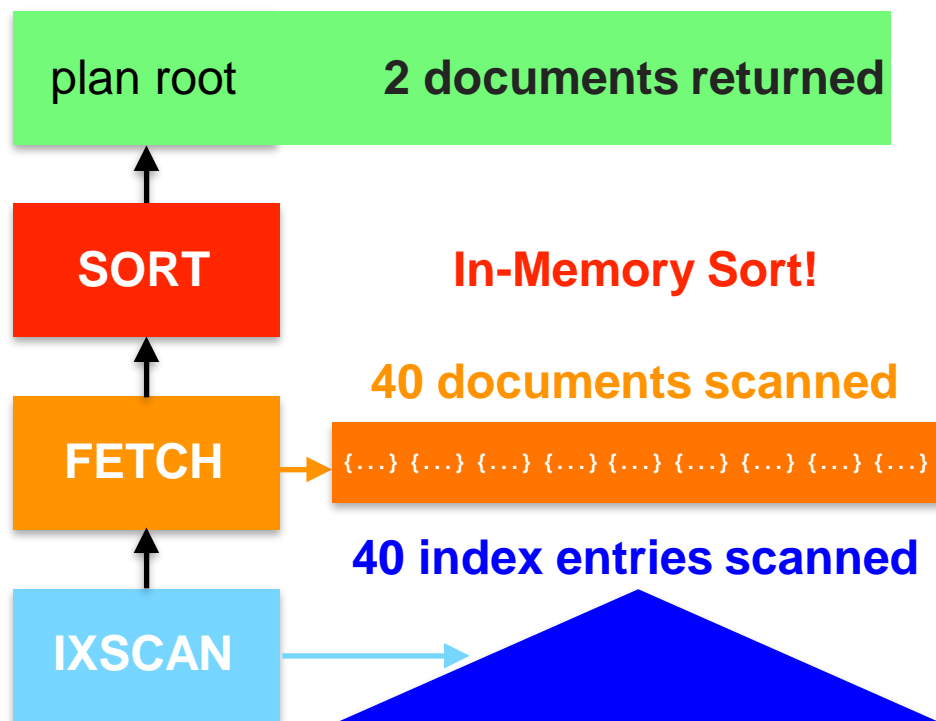 plan root 2 documents returned
SORT In-Memory Sort!
40 documents scanned
FETCH {...} {...} {...} {...} {...} {...} {...} {...} {...}
40 index entries scanned
IXSCAN